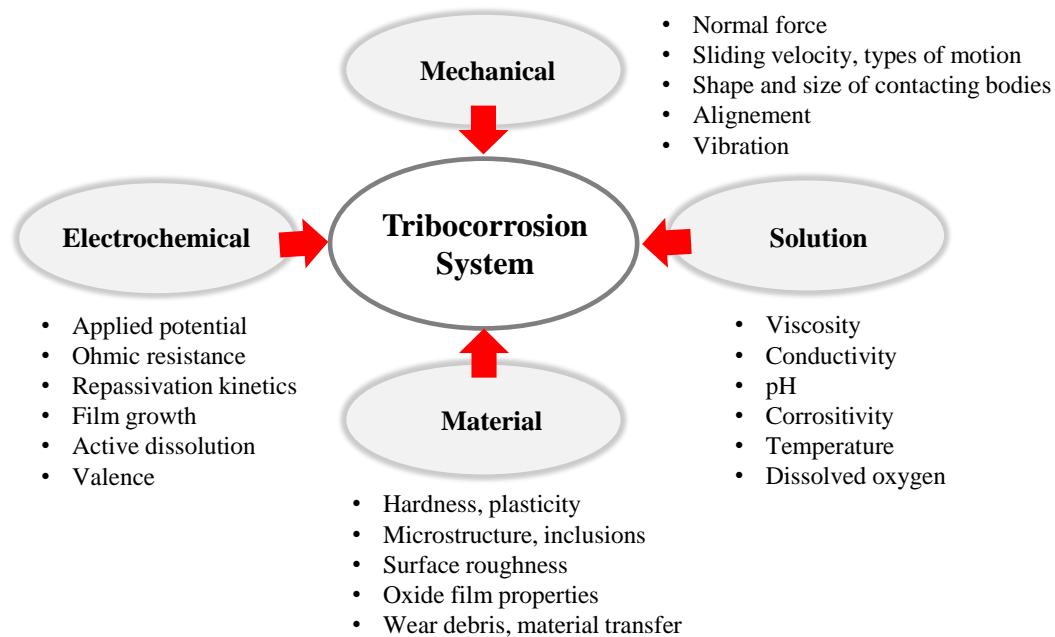 Mechanical
• Normal force
• Sliding velocity, types of motion
• Shape and size of contacting bodies
• Alignement
• Vibration
Electrochemical
Tribocorrosion
System
Solution
• Applied potential
• Ohmic resistance
• Repassivation kinetics
• Film growth
• Active dissolution
• Valence
Material
• Viscosity
• Conductivity
• pH
• Corrositivity
• Temperature
• Dissolved oxygen
• Hardness, plasticity
• Microstructure, inclusions
• Surface roughness
• Oxide film properties
• Wear debris, material transfer